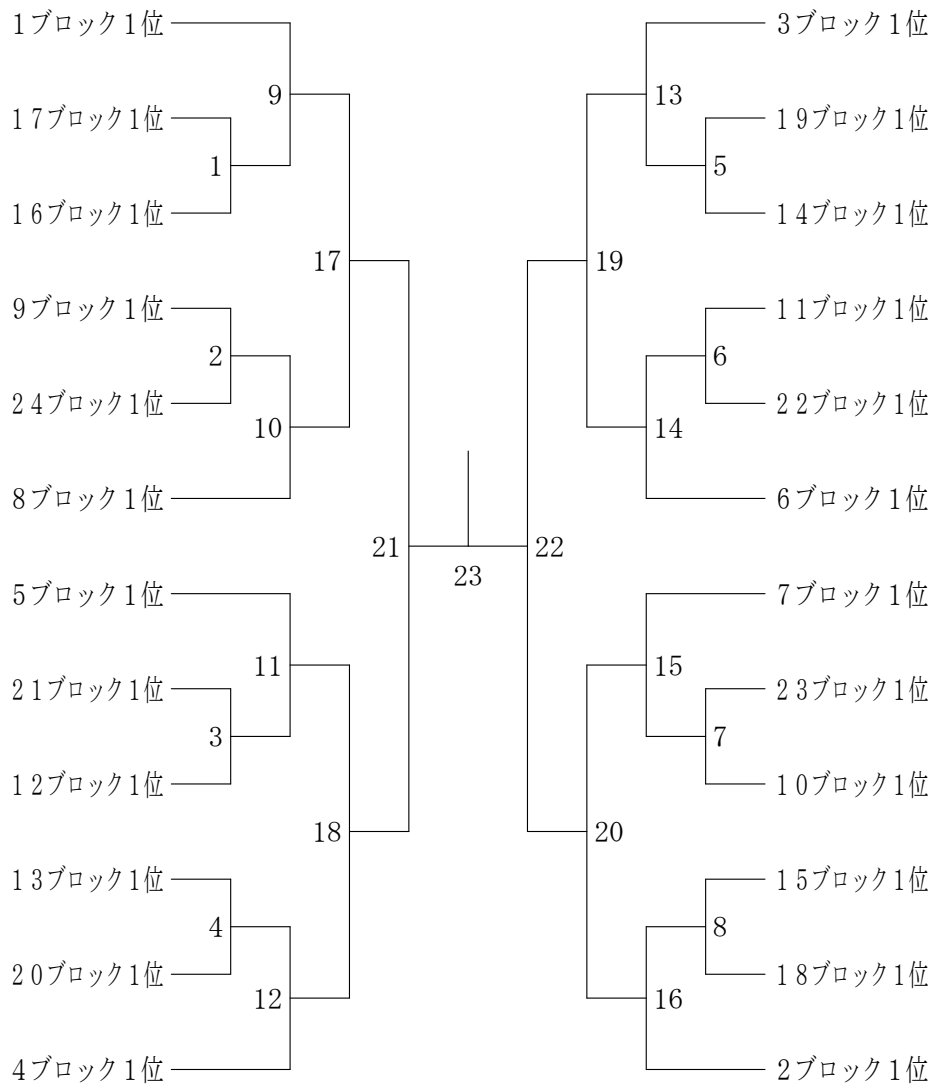 1ブロック1位
17ブロック1位
16ブロック1位
9ブロック1位
24ブロック1位
8ブロック1位
5ブロック1位
21ブロック1位
12ブロック1位
13ブロック1位
20ブロック1位
4ブロック1位
1
2
3
4
9
10
11
12
17
18
21
23
22
19
20
13
14
15
16
5
6
7
8
3ブロック1位
19ブロック1位
14ブロック1位
11ブロック1位
22ブロック1位
6ブロック1位
7ブロック1位
23ブロック1位
10ブロック1位
15ブロック1位
18ブロック1位
2ブロック1位